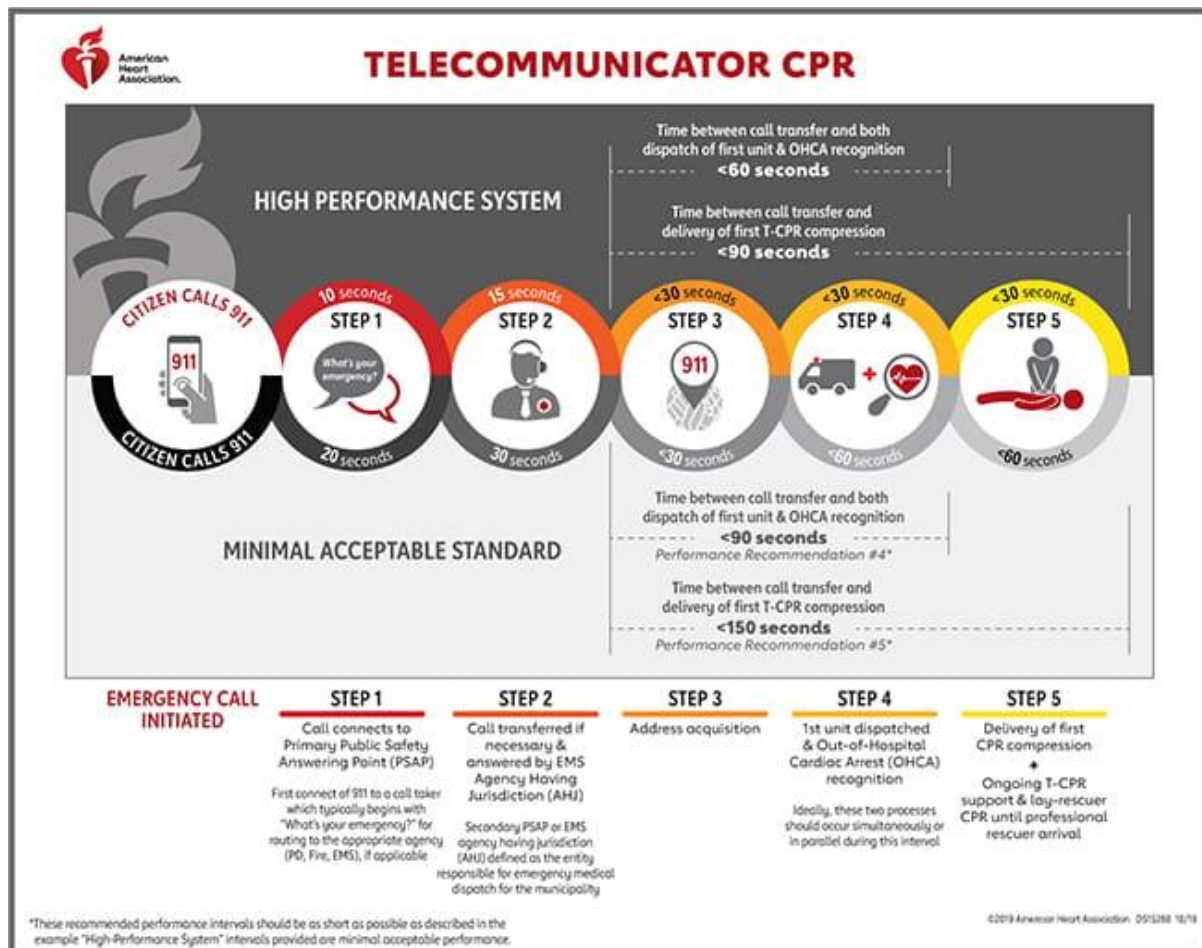 American
Heart
Association.
TELECOMMUNICATOR CPR
Time between call transfer and both
dispatch of first unit & OHCA recognition
<60 seconds
HIGH PERFORMANCE SYSTEM
Time between call transfer and
delivery of first T-CPR compression
<90 seconds
CITIZEN CALLS 911
911
CITIZEN CALLS 911
10 seconds
STEP 1
What's your
emergency?
20 seconds
15 seconds
STEP 2
30 seconds
<30 seconds
STEP 3
911
<30 seconds
<30 seconds
STEP 4
+
<60 seconds
<30 seconds
STEP 5
<60 seconds
Time between call transfer and both
dispatch of first unit & OHCA recognition
<90 seconds
Performance Recommendation #4*
MINIMAL ACCEPTABLE STANDARD
Time between call transfer and
delivery of first T-CPR compression
<150 seconds
Performance Recommendation #5*
EMERGENCY CALL
INITIATED
STEP 1
Call connects to
Primary Public Safety
Answering Point (PSAP)
First connect of 911 to a call taker
which typically begins with
"What's your emergency?" for
routing to the appropriate agency
(PD, Fire, EMS), if applicable
STEP 2
Call transferred if
necessary &
answered by EMS
Agency Having
Jurisdiction (AHJ)
Secondary PSAP or EMS
agency having jurisdiction
(AHJ) defined as the entity
responsible for emergency medical
dispatch for the municipality
STEP 3
Address acquisition
STEP 4
1st unit dispatched
& Out-of-Hospital
Cardiac Arrest (OHCA)
recognition
Ideally, these two processes
should occur simultaneously or
in parallel during this interval
STEP 5
Delivery of first
CPR compression
+
Ongoing T-CPR
support & lay-rescuer
CPR until professional
rescuer arrival
*These recommended performance intervals should be as short as possible as described in the
example "High-Performance System" intervals provided are minimal acceptable performance.
©2019 American Heart Association